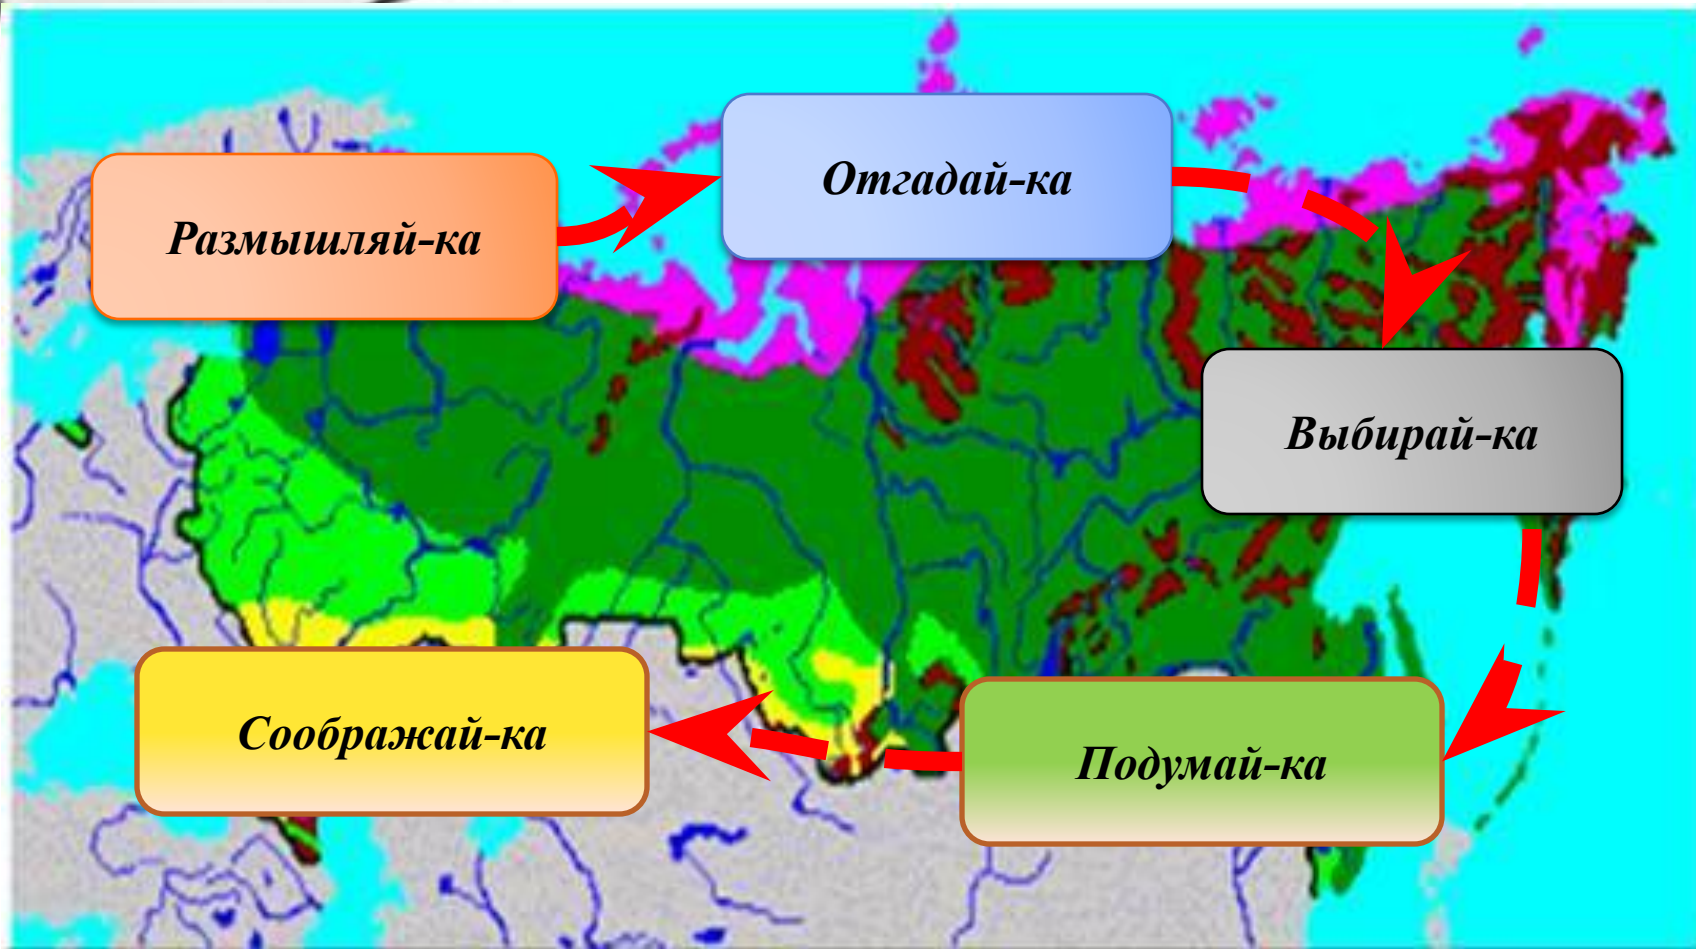 Размышляй-ка
Отгадай-ка
Выбирай-ка
Подумай-ка
Соображай-ка